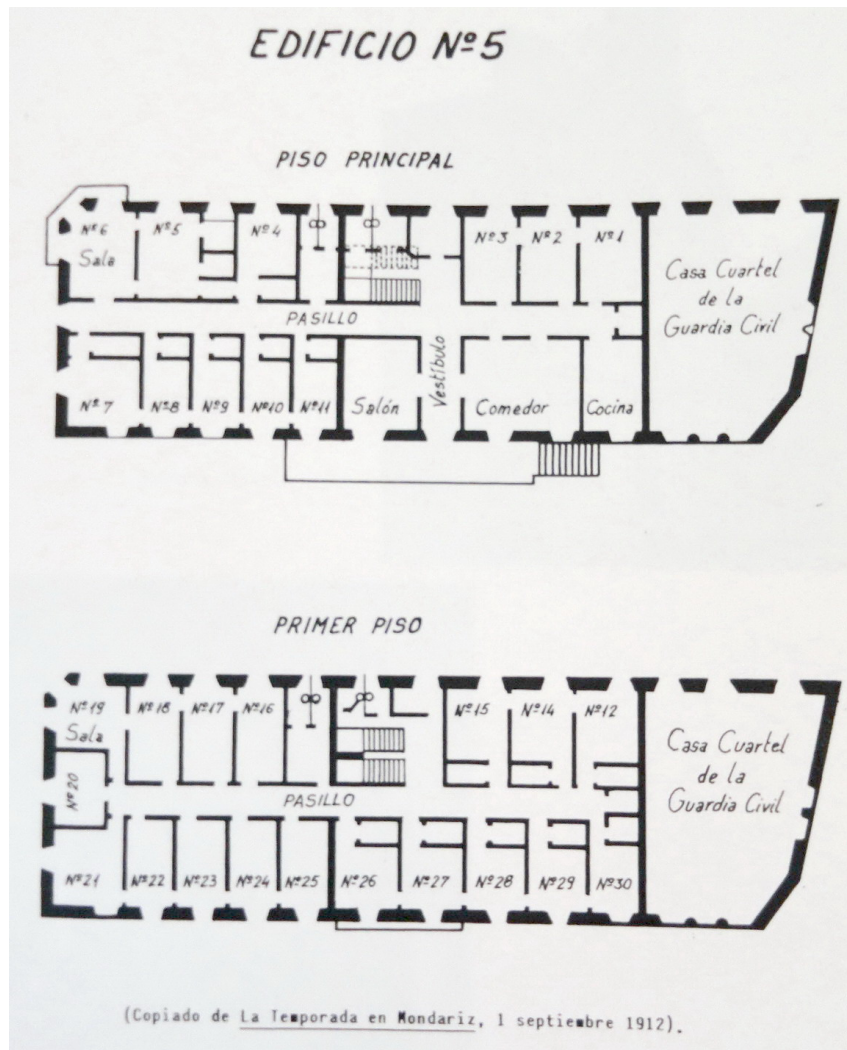 EDIFICIO Nº5
PISO PRINCIPAL
Nº6
Sala
Nº5
Nº4
Nº3
Nº2
Nº1
Casa Cuartel
de la
Guardia Civil
PASILLO
Vestíbulo
Nº7
Nº8
Nº9
Nº10
Nº11
Salón
Comedor
Cocina
PRIMER PISO
Nº19
Sala
Nº18
Nº17
Nº16
Nº15
Nº14
Nº12
Casa Cuartel
de la
Guardia Civil
Nº20
PASILLO
Nº21
Nº22
Nº23
Nº24
Nº25
Nº26
Nº27
Nº28
Nº29
Nº30
(Copiado de La Temporada en Mondariz, 1 septiembre 1912).